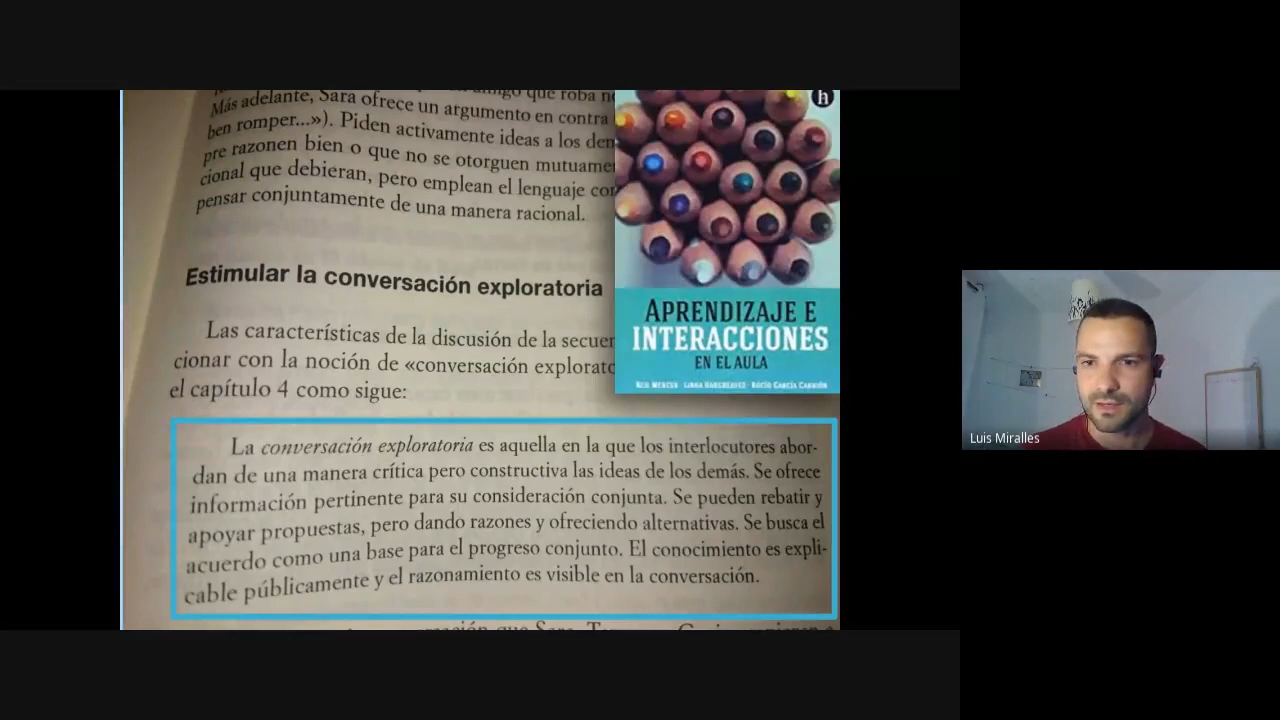 Más adelante, Sara ofrece un argumento en contra
ben romper...»). Piden activamente ideas a los dem
pre razonen bien o que no se otorguen mutuame
cional que debieran, pero emplean el lenguaje co
pensar conjuntamente de una manera racional.
Estimular la conversación exploratoria
Las características de la discusión de la secue
cionar con la noción de «conversación explorato
el capítulo 4 como sigue:
La conversación exploratoria es aquella en la que los interlocutores abor-
dan de una manera crítica pero constructiva las ideas de los demás. Se ofrece
información pertinente para su consideración conjunta. Se pueden rebatir y
apoyar propuestas, pero dando razones y ofreciendo alternativas. Se busca el
acuerdo como una base para el progreso conjunto. El conocimiento es expli-
cable públicamente y el razonamiento es visible en la conversación.
h
APRENDIZAJE E
INTERACCIONES
EN EL AULA
NEIL MERCER · LINDA HARGREAVES · ROCÍO GARCÍA CARRIÓN
Luis Miralles